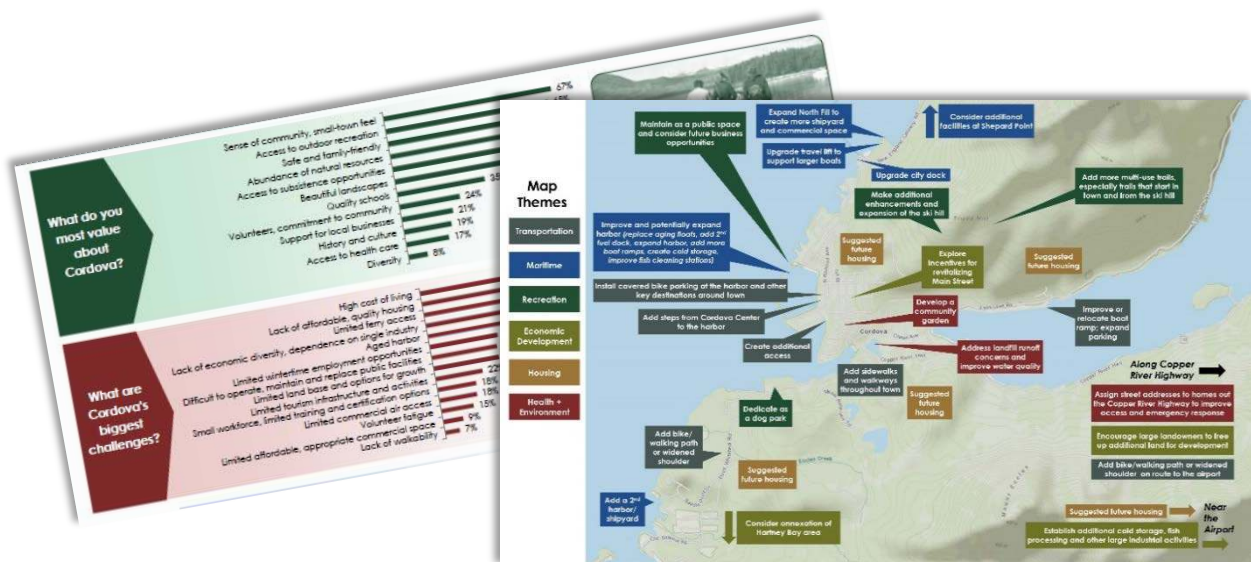 What do you
most value
about
Cordova?
Sense of community, small-town feel
67%
Access to outdoor recreation
Safe and family-friendly
Abundance of natural resources
Access to subsistence opportunities
Beautiful landscapes
Quality schools
24%
Volunteers, commitment to community
21%
Support for local businesses
19%
History and culture
17%
Access to health care
Diversity
8%
What are
Cordova's
biggest
challenges?
High cost of living
Lack of affordable, quality housing
Limited ferry access
Lack of economic diversity, dependence on single industry
Aged harbor
Limited wintertime employment opportunities
Difficult to operate, maintain and replace public facilities
Limited land base and options for growth
22%
Limited tourism infrastructure and activities
18%
Small workforce, limited training and certification options
18%
Limited commercial air access
15%
Volunteer fatigue
9%
Limited affordable, appropriate commercial space
7%
Lack of walkability
Map
Themes
Transportation
Maritime
Recreation
Economic
Development
Housing
Health +
Environment
Maintain as a public space
and consider future business
opportunities
Expand North Fill to
create more shipyard
and commercial space
Upgrade travel lift to
support larger boats
Upgrade city dock
Consider additional
facilities at Shepard Point
Make additional
enhancements and
expansion of the ski hill
Add more multi-use trails,
especially trails that start in
town and from the ski hill
Improve and potentially expand
harbor (replace aging floats, add 2nd
fuel dock, expand harbor, add more
boat ramps, create cold storage,
improve fish cleaning stations)
Suggested
future
housing
Explore
incentives for
revitalizing
Main Street
Suggested
future housing
Install covered bike parking at the harbor and other
key destinations around town
Add steps from Cordova Center
to the harbor
Create additional
access
Develop a
community
garden
Cordova
Improve or
relocate boat
ramp; expand
parking
Address landfill runoff
concerns and
improve water quality
Add sidewalks
and walkways
throughout town
Suggested
future
housing
Dedicate as
a dog park
Add bike/
walking path
or widened
shoulder
Suggested
future housing
Add a 2nd
harbor/
shipyard
Consider annexation of
Hartney Bay area
Along Copper
River Highway
Assign street addresses to homes out
the Copper River Highway to improve
access and emergency response
Encourage large landowners to free
up additional land for development
Add bike/walking path or widened
shoulder on route to the airport
Suggested future housing
Near
the
Airport
Establish additional cold storage, fish
processing and other large industrial activities